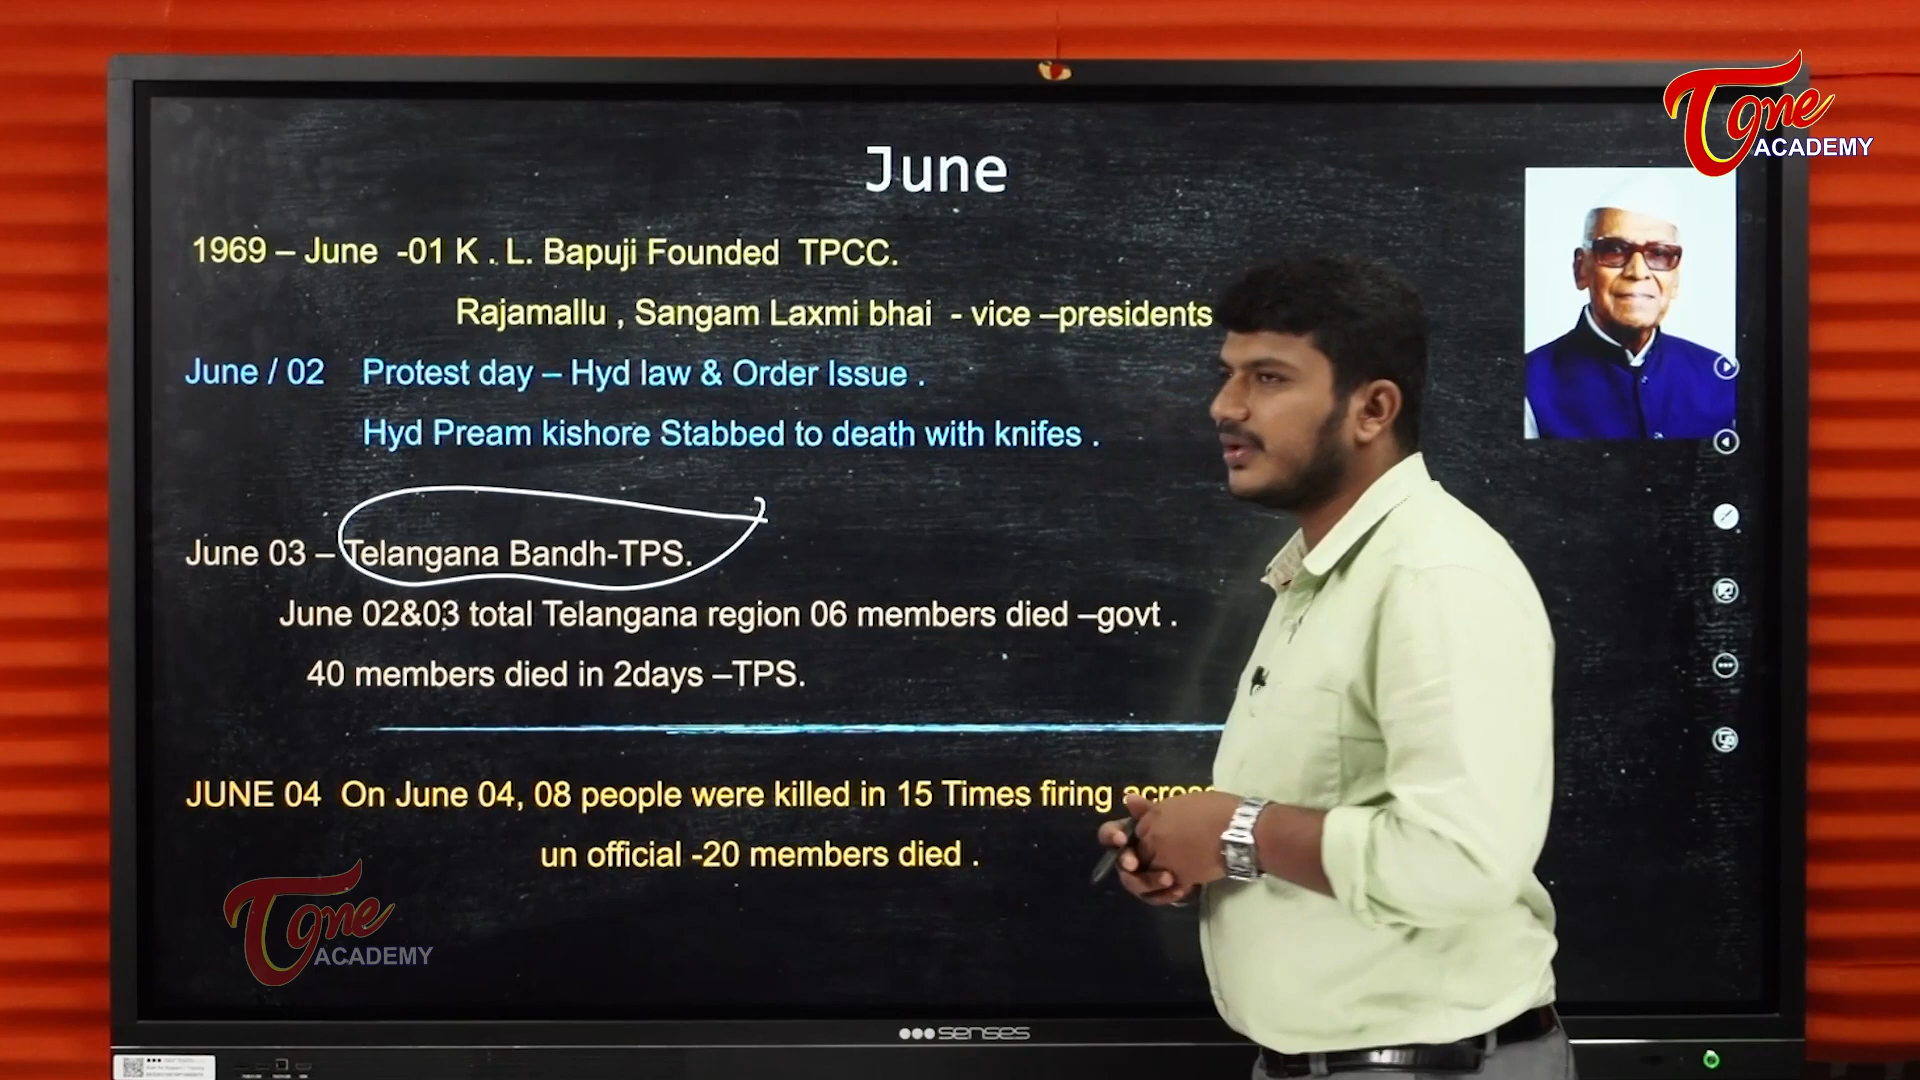 Tone
ACADEMY
June
1969 – June -01 K . L. Bapuji Founded TPCC.
Rajamallu , Sangam Laxmi bhai - vice –presidents
June / 02 Protest day – Hyd law & Order Issue .
Hyd Pream kishore Stabbed to death with knifes .
June 03 – Telangana Bandh-TPS.
June 02&03 total Telangana region 06 members died –govt .
40 members died in 2days –TPS.
JUNE 04 On June 04, 08 people were killed in 15 Times firing across
un official -20 members died .
Tone
ACADEMY
senses